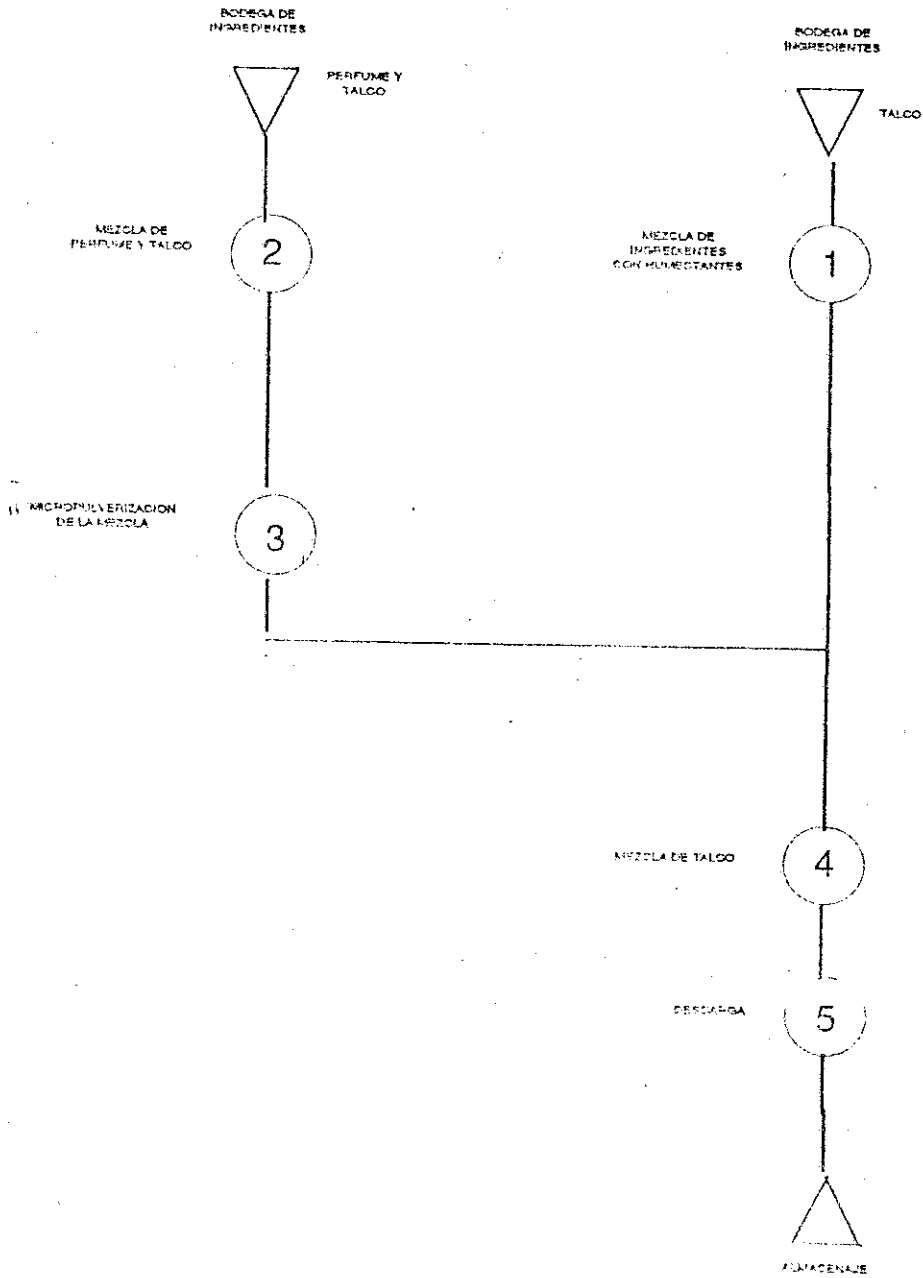 BODEGA DE
INGREDIENTES
PERFUME Y
TALCO
BODEGA DE
INGREDIENTES
TALCO
MEZCLA DE
PERFUME Y TALCO
2
MEZCLA DE
INGREDIENTES
CON HUMECTANTES
1
MICROPULVERIZACION
DE LA MEZCLA
3
MEZCLA DE TALCO
4
DESCARGA
5
ALMACENAJE